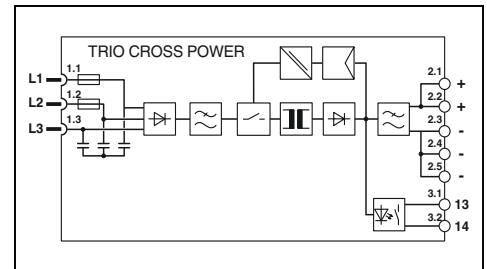 TRIO CROSS POWER
L1 1.1
L2 1.2
L3 1.3
2.1 +
2.2 +
2.3 -
2.4 -
2.5 -
3.1 13
3.2 14